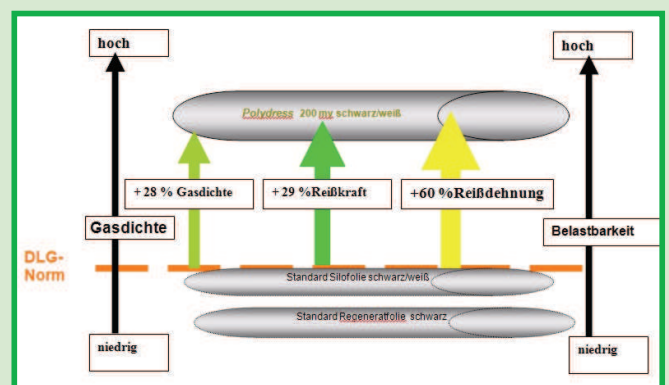 hoch
hoch
Polydress 200 my schwarz/weiß
+ 28 % Gasdichte
+ 29 %Reißkraft
+60 %Reißdehnung
Gasdichte
Belastbarkeit
DLG-
Norm
Standard Silofolie schwarz/weiß
Standard Regeneratfolie schwarz
niedrig
niedrig